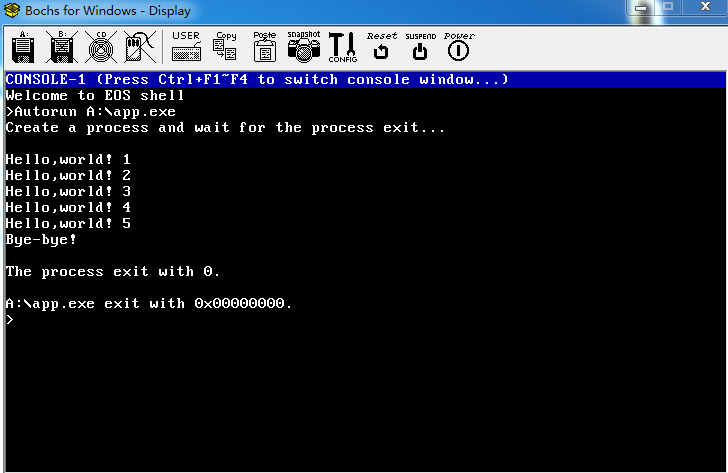 Bochs for Windows - Display
A: B: CD USER Copy Paste snapshot CONFIG Reset SUSPEND Power
CONSOLE-1 (Press Ctrl+F1~F4 to switch console window...)
Welcome to EOS shell
>Autorun A:\app.exe
Create a process and wait for the process exit...
Hello,world! 1
Hello,world! 2
Hello,world! 3
Hello,world! 4
Hello,world! 5
Bye-bye!
The process exit with 0.
A:\app.exe exit with 0x00000000.
>